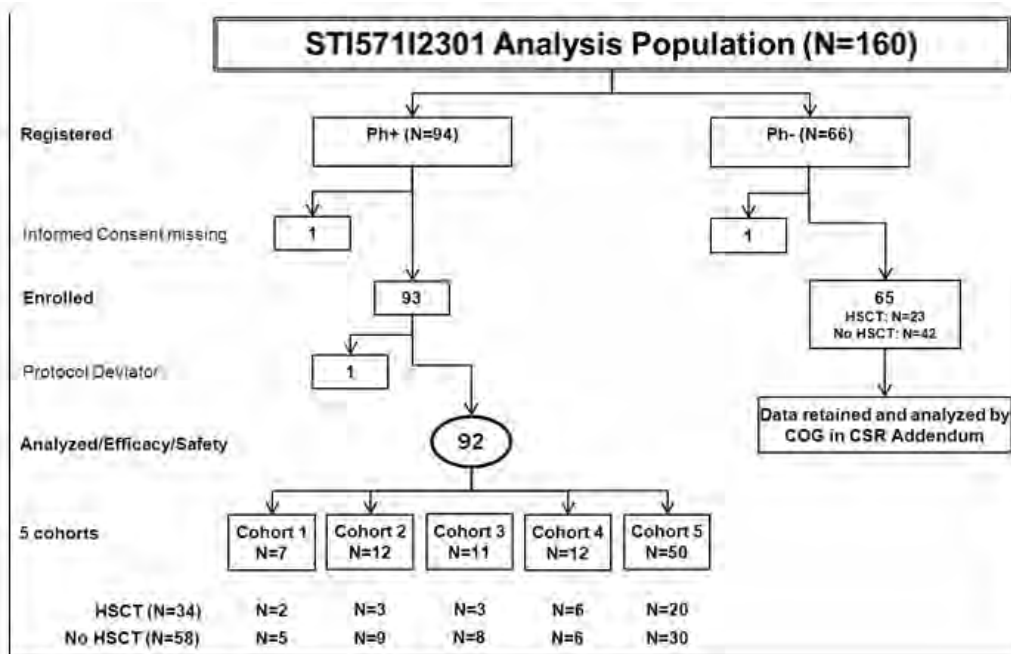 STI571I2301 Analysis Population (N=160)
Registered
Ph+ (N=94)
Ph- (N=66)
Informed Consent missing
1
1
Enrolled
93
65
HSCT: N=23
No HSCT: N=42
Protocol Deviator
1
Data retained and analyzed by
COG in CSR Addendum
Analyzed/Efficacy/Safety
92
5 cohorts
Cohort 1
N=7
Cohort 2
N=12
Cohort 3
N=11
Cohort 4
N=12
Cohort 5
N=50
HSCT (N=34) N=2 N=3 N=3 N=6 N=20
No HSCT (N=58) N=5 N=9 N=8 N=6 N=30